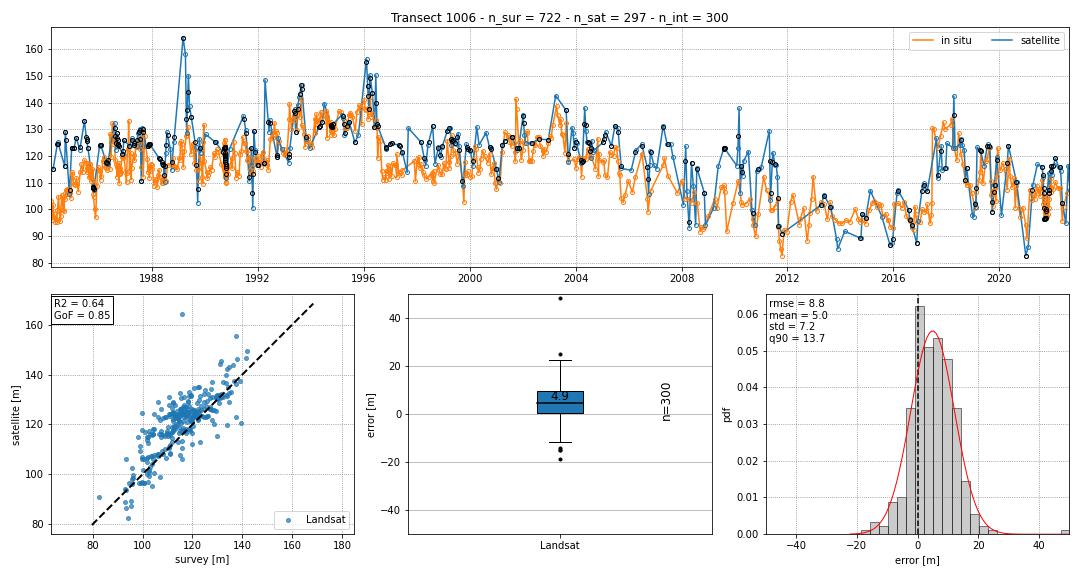 Transect 1006 - n_sur = 722 - n_sat = 297 - n_int = 300
in situ
satellite
160
150
140
130
120
110
100
90
80
1988
1992
1996
2000
2004
2008
2012
2016
2020
R2 = 0.64
GoF = 0.85
satellite [m]
160
140
120
100
80
80
100
120
140
160
180
survey [m]
Landsat
error [m]
40
20
0
−20
−40
4.9
n=300
Landsat
rmse = 8.8
mean = 5.0
std = 7.2
q90 = 13.7
pdf
0.06
0.05
0.04
0.03
0.02
0.01
0.00
−40
−20
0
20
40
error [m]